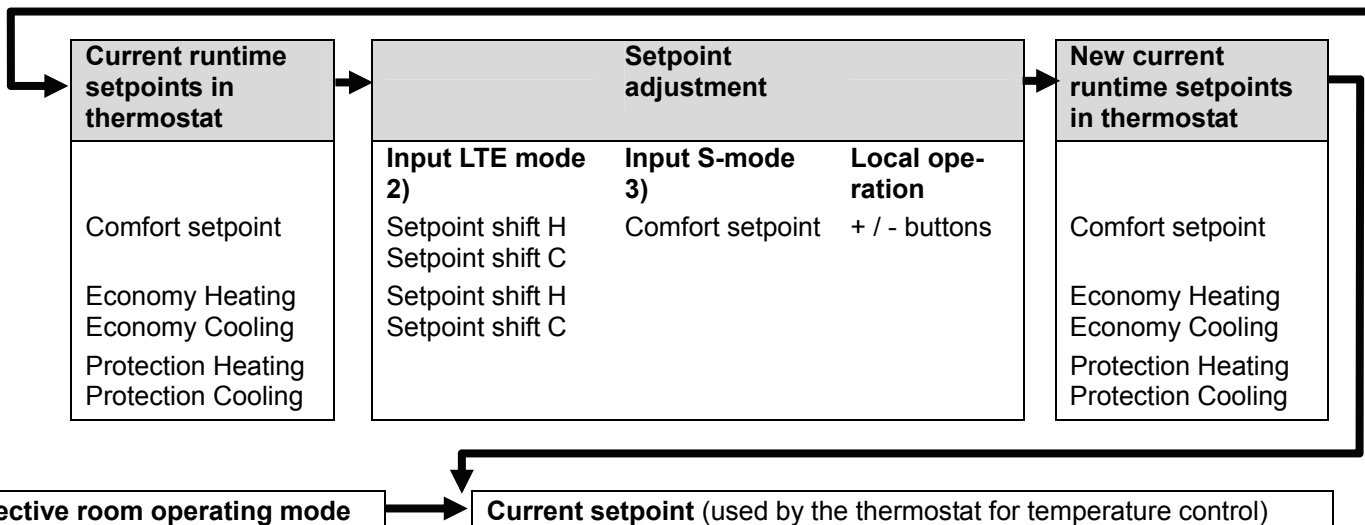 Current runtime
setpoints in
thermostat
Setpoint
adjustment
New current
runtime setpoints
in thermostat
Input LTE mode
2)
Input S-mode
3)
Local ope-
ration
Comfort setpoint
Setpoint shift H
Setpoint shift C
Comfort setpoint
+ / - buttons
Comfort setpoint
Economy Heating
Economy Cooling
Setpoint shift H
Setpoint shift C
Economy Heating
Economy Cooling
Protection Heating
Protection Cooling
Protection Heating
Protection Cooling
ective room operating mode
Current setpoint (used by the thermostat for temperature control)